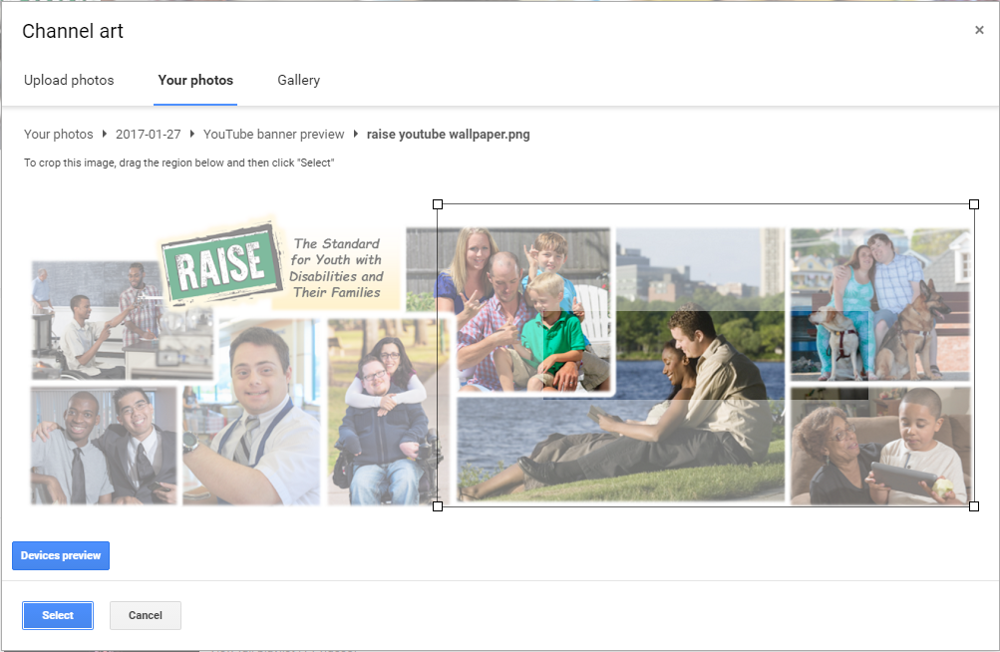 Channel art
×
Upload photos Your photos Gallery
Your photos 2017-01-27 YouTube banner preview raise youtube wallpaper.png
To crop this image, drag the region below and then click "Select"
RAISE
The Standard
for Youth with
Disabilities and
Their Families
Devices preview
Select Cancel